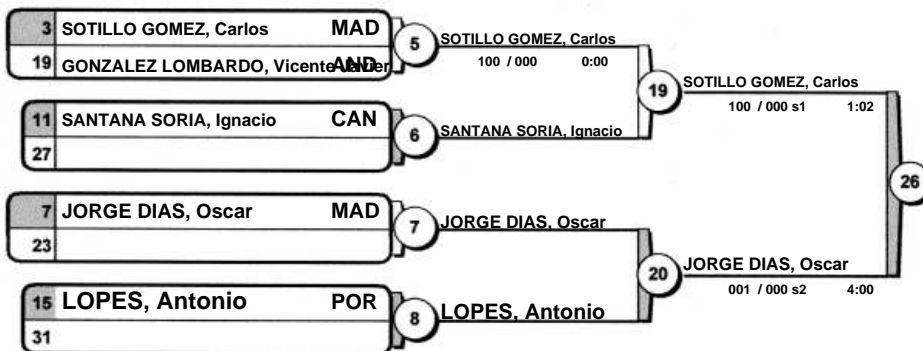 3 SOTILLO GOMEZ, Carlos MAD
19 GONZALEZ LOMBARDO, Vicente Javier AND
5
SOTILLO GOMEZ, Carlos
100 / 000 0:00
11 SANTANA SORIA, Ignacio CAN
27
6
SANTANA SORIA, Ignacio
19
SOTILLO GOMEZ, Carlos
100 / 000 s1 1:02
7 JORGE DIAS, Oscar MAD
23
7
JORGE DIAS, Oscar
15 LOPES, Antonio POR
31
8
LOPES, Antonio
20
JORGE DIAS, Oscar
001 / 000 s2 4:00
26